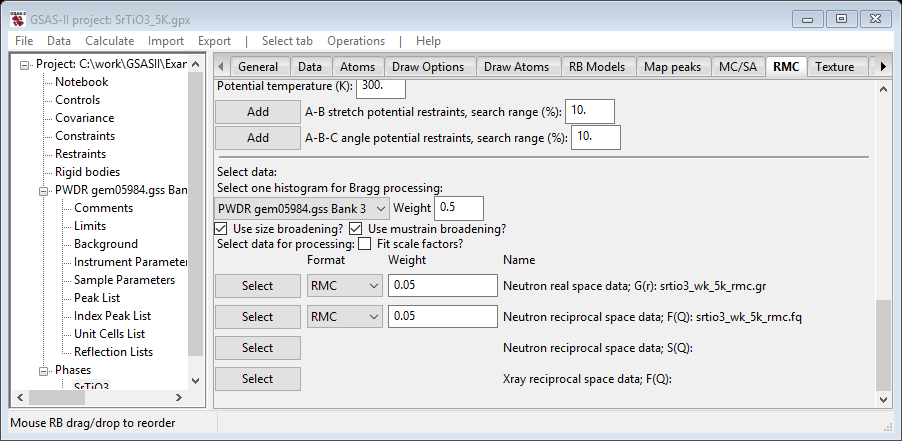 GSAS-II project: SrTiO3_5K.gpx
File Data Calculate Import Export | Select tab Operations | Help
Project: C:\work\GSASII\Exam
Notebook
Controls
Covariance
Constraints
Restraints
Rigid bodies
PWDR gem05984.gss Bank
Comments
Limits
Background
Instrument Parameter
Sample Parameters
Peak List
Index Peak List
Unit Cells List
Reflection Lists
Phases
SrTiO3
General Data Atoms Draw Options Draw Atoms RB Models Map peaks MC/SA RMC Texture
Potential temperature (K): 300.
Add A-B stretch potential restraints, search range (%): 10.
Add A-B-C angle potential restraints, search range (%): 10.
Select data:
Select one histogram for Bragg processing:
PWDR gem05984.gss Bank 3 Weight 0.5
Use size broadening? Use mustrain broadening?
Select data for processing: Fit scale factors?
Format Weight Name
Select RMC 0.05 Neutron real space data; G(r): srtio3_wk_5k_rmc.gr
Select RMC 0.05 Neutron reciprocal space data; F(Q): srtio3_wk_5k_rmc.fq
Select Neutron reciprocal space data; S(Q):
Select Xray reciprocal space data; F(Q):
Mouse RB drag/drop to reorder